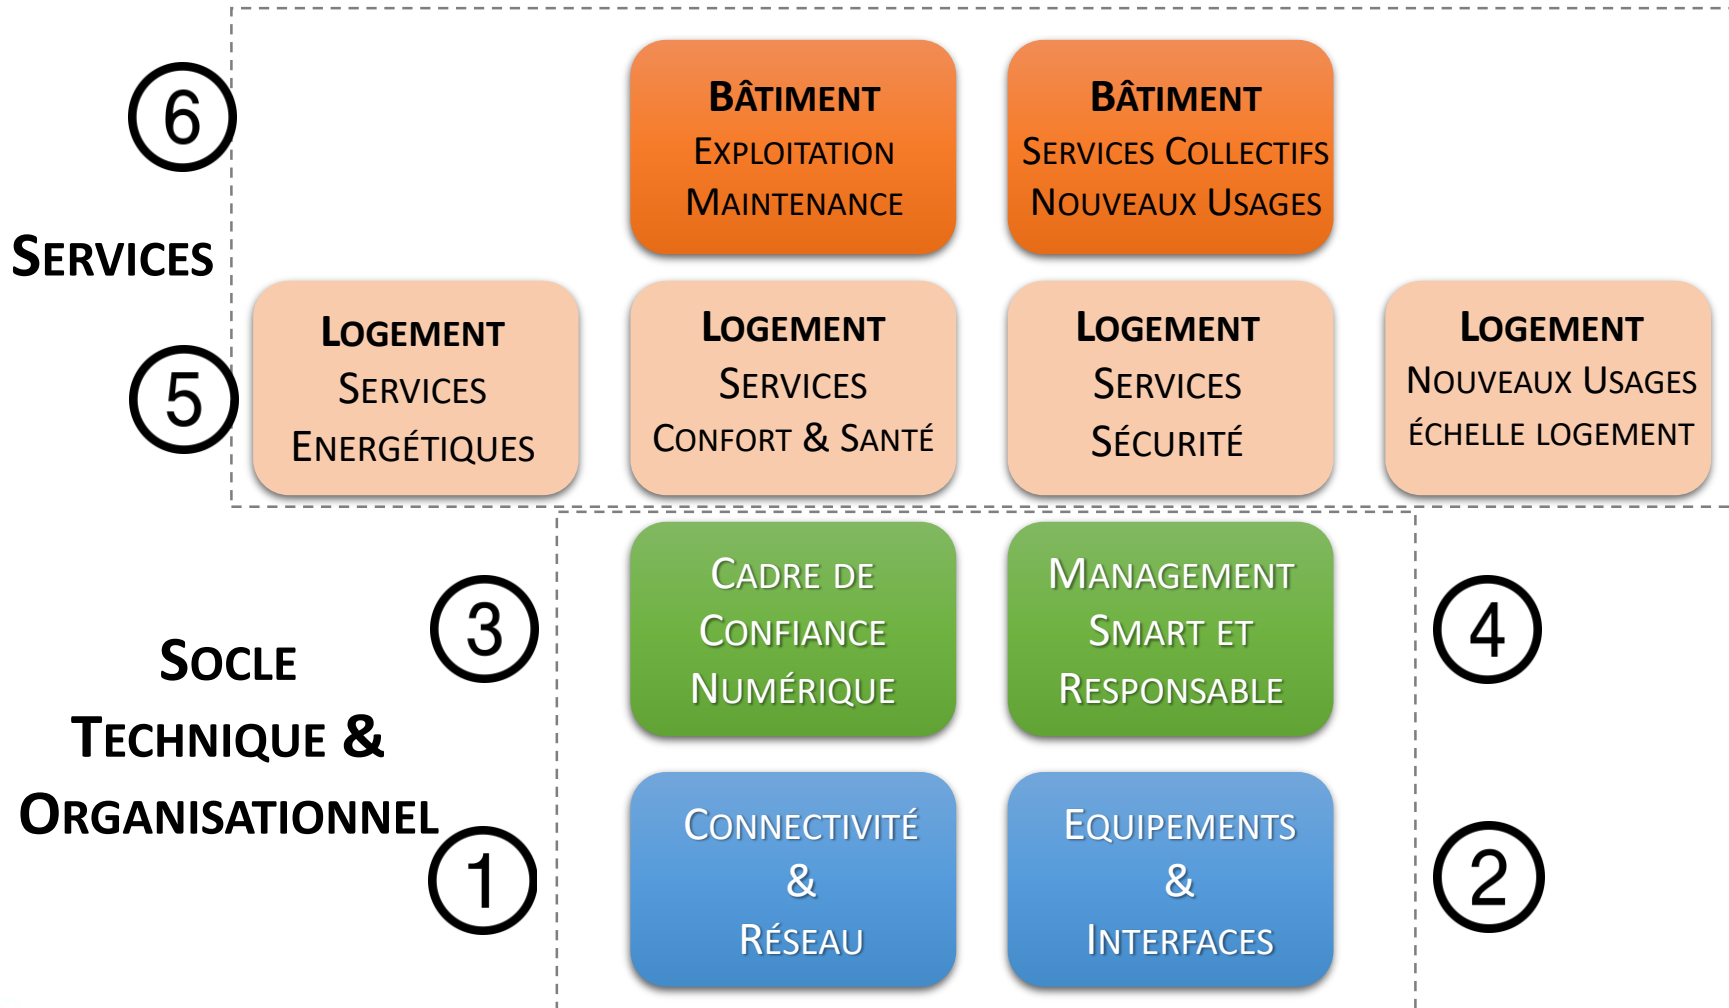 6
BÂTIMENT
EXPLOITATION
MAINTENANCE
BÂTIMENT
SERVICES COLLECTIFS
NOUVEAUX USAGES
SERVICES
5
LOGEMENT
SERVICES
ENERGÉTIQUES
LOGEMENT
SERVICES
CONFORT & SANTÉ
LOGEMENT
SERVICES
SÉCURITÉ
LOGEMENT
NOUVEAUX USAGES
ÉCHELLE LOGEMENT
SOCLE
TECHNIQUE &
ORGANISATIONNEL
3
CADRE DE
CONFIANCE
NUMÉRIQUE
MANAGEMENT
SMART ET
RESPONSABLE
4
1
CONNECTIVITÉ
&
RÉSEAU
EQUIPEMENTS
&
INTERFACES
2